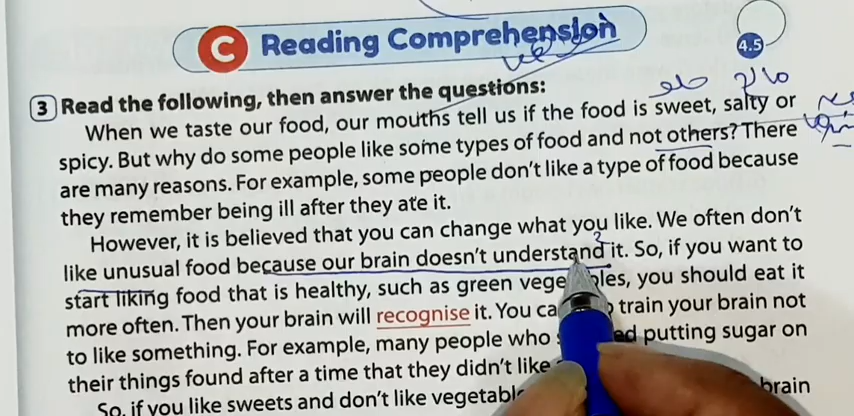 C Reading Comprehension
4.5
حلو مالح
3 Read the following, then answer the questions:
When we taste our food, our mouths tell us if the food is sweet, salty or
spicy. But why do some people like some types of food and not others? There
are many reasons. For example, some people don't like a type of food because
they remember being ill after they ate it.
However, it is believed that you can change what you like. We often don't
like unusual food because our brain doesn't understand it. So, if you want to
start liking food that is healthy, such as green vege les, you should eat it
more often. Then your brain will recognise it. You ca train your brain not
to like something. For example, many people who s ed putting sugar on
their things found after a time that they didn't like
So, if you like sweets and don't like vegetabl brain